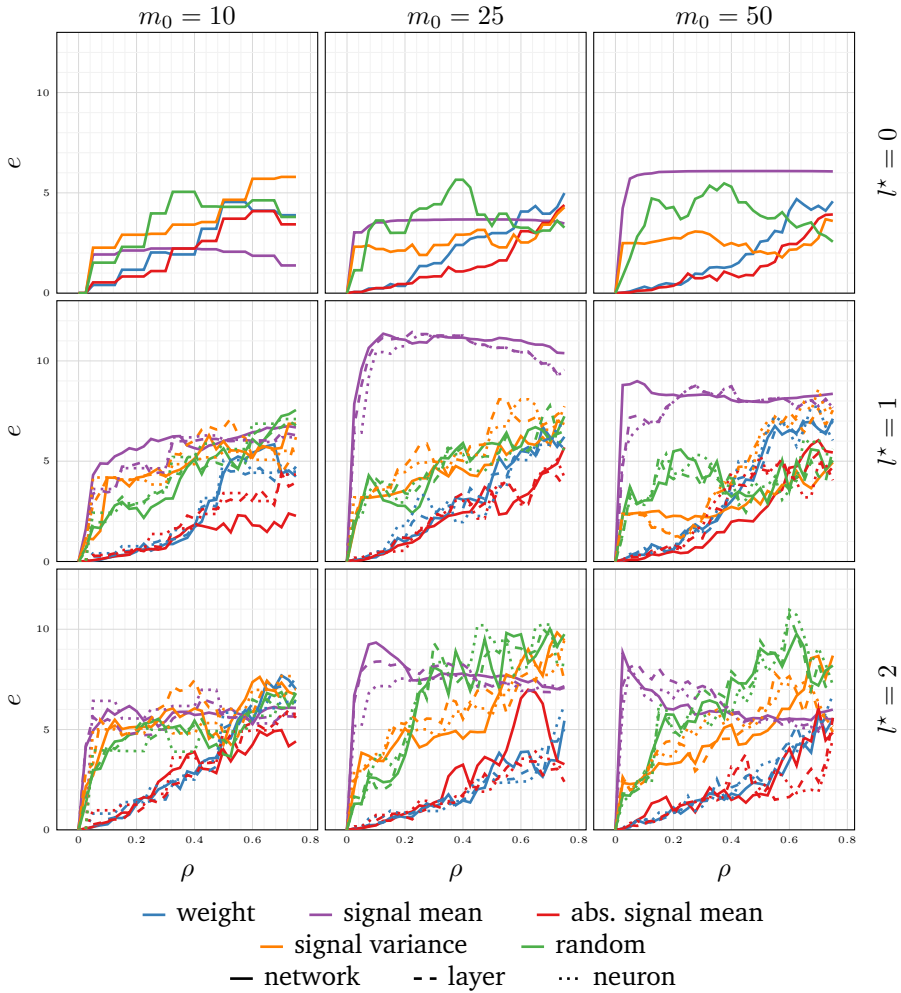 m₀ = 10 m₀ = 25 m₀ = 50
10
5
0
e
l⋆ = 0
10
5
0
e
l⋆ = 1
10
5
0
e
l⋆ = 2
0 0.2 0.4 0.6 0.8 0 0.2 0.4 0.6 0.8 0 0.2 0.4 0.6 0.8
ρ ρ ρ
weight signal mean abs. signal mean
signal variance random
network layer neuron